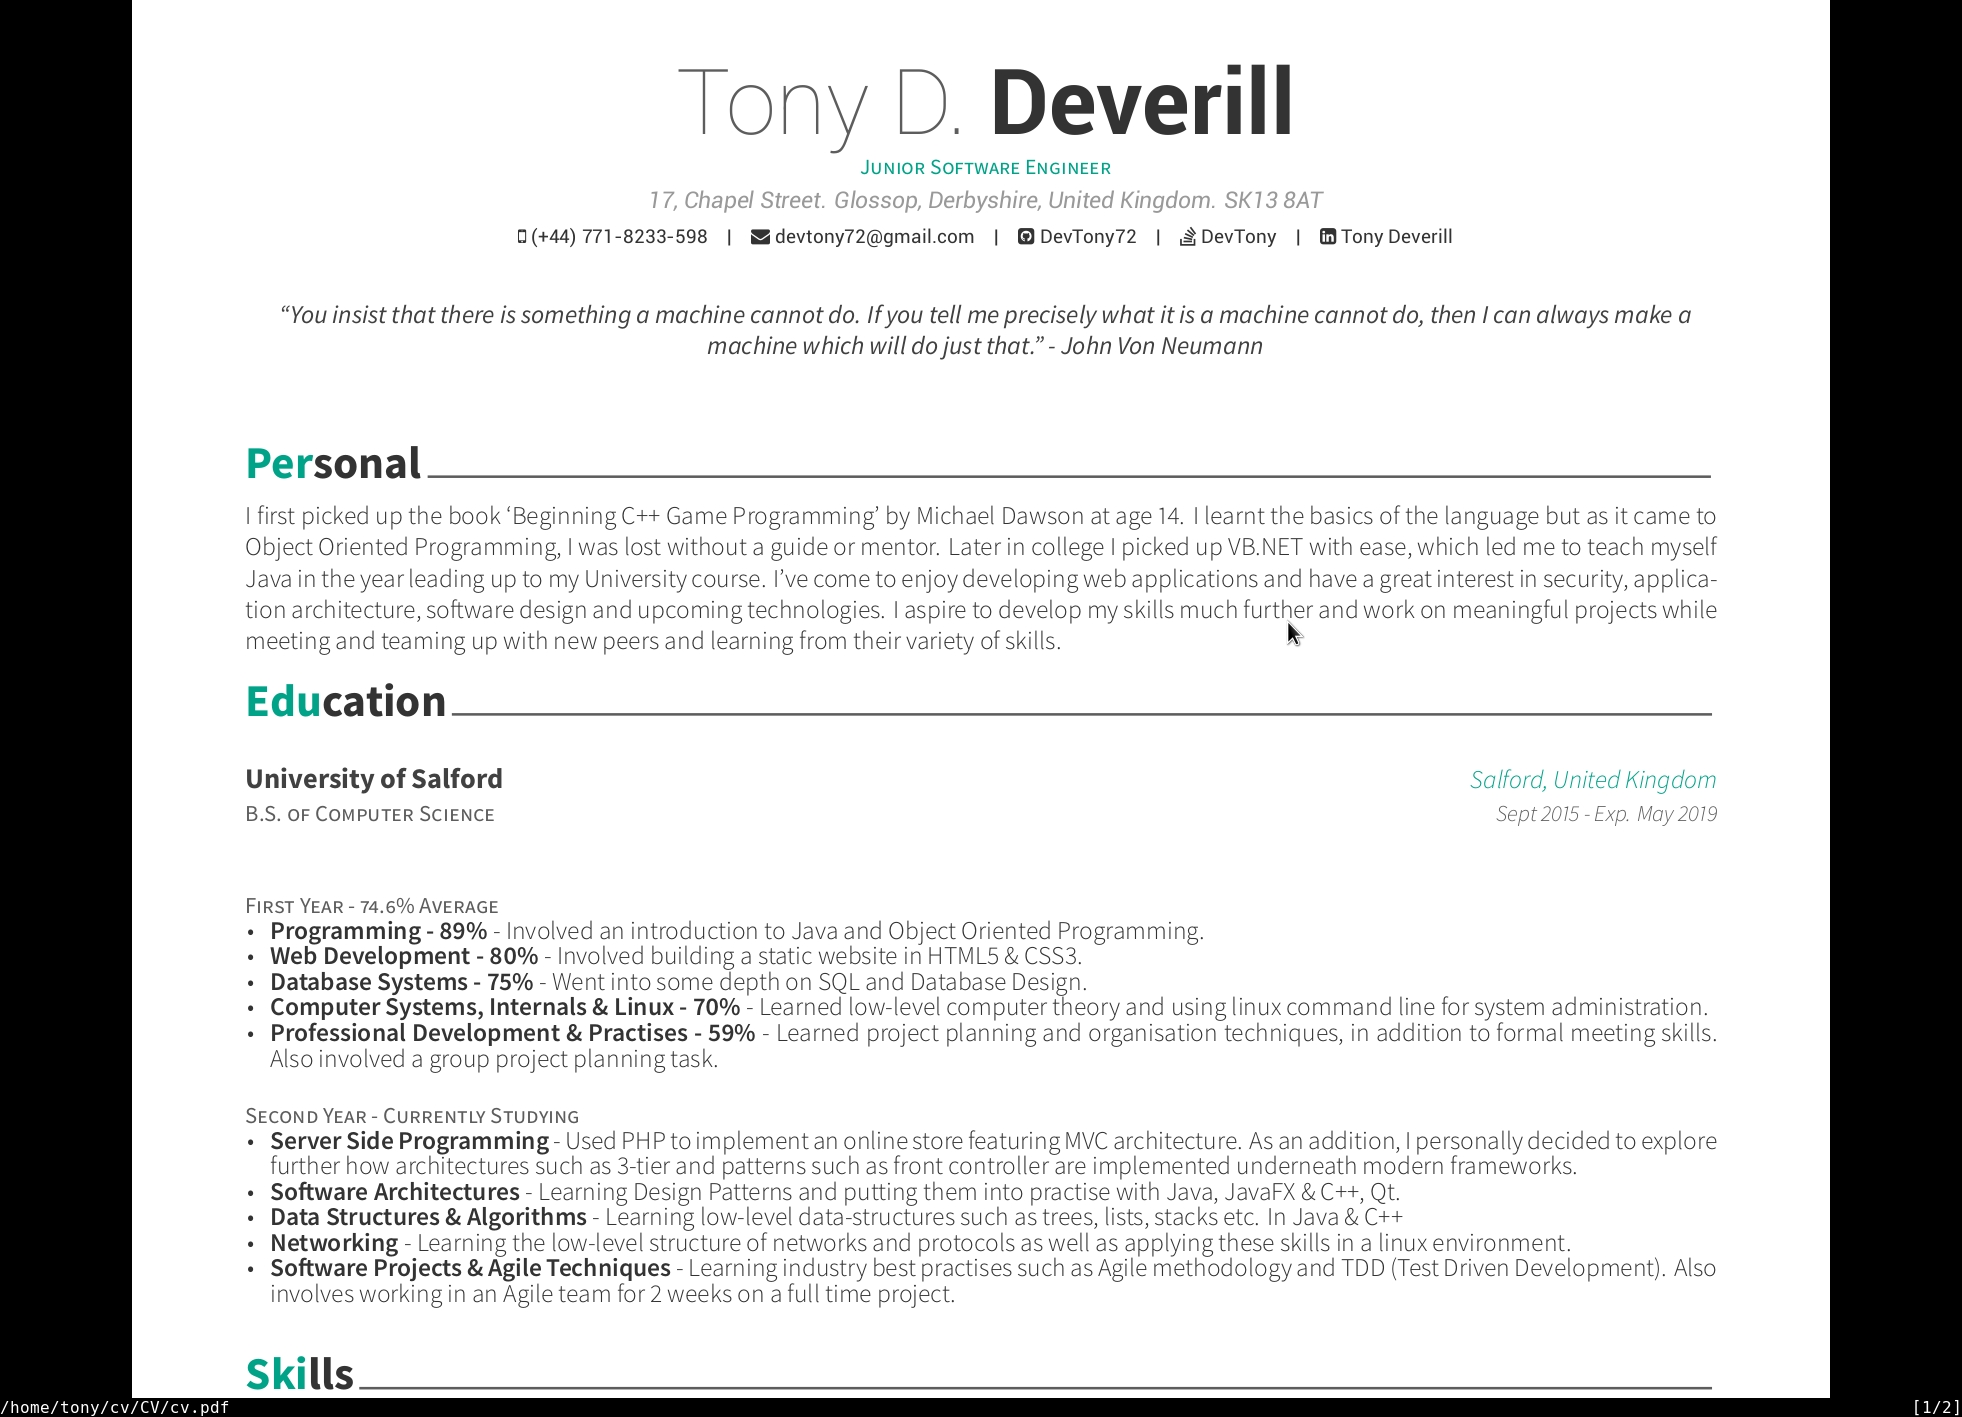 Tony D. Deverill
Junior Software Engineer
17, Chapel Street. Glossop, Derbyshire, United Kingdom. SK13 8AT
(+44) 771-8233-598 | devtony72@gmail.com | DevTony72 | DevTony | Tony Deverill
“You insist that there is something a machine cannot do. If you tell me precisely what it is a machine cannot do, then I can always make a
machine which will do just that.” - John Von Neumann
Personal
I first picked up the book ‘Beginning C++ Game Programming’ by Michael Dawson at age 14. I learnt the basics of the language but as it came to
Object Oriented Programming, I was lost without a guide or mentor. Later in college I picked up VB.NET with ease, which led me to teach myself
Java in the year leading up to my University course. I’ve come to enjoy developing web applications and have a great interest in security, applica-
tion architecture, software design and upcoming technologies. I aspire to develop my skills much further and work on meaningful projects while
meeting and teaming up with new peers and learning from their variety of skills.
Education
University of Salford Salford, United Kingdom
B.S. of Computer Science Sept 2015 - Exp. May 2019
First Year - 74.6% Average
• Programming - 89% - Involved an introduction to Java and Object Oriented Programming.
• Web Development - 80% - Involved building a static website in HTML5 & CSS3.
• Database Systems - 75% - Went into some depth on SQL and Database Design.
• Computer Systems, Internals & Linux - 70% - Learned low-level computer theory and using linux command line for system administration.
• Professional Development & Practises - 59% - Learned project planning and organisation techniques, in addition to formal meeting skills.
Also involved a group project planning task.
Second Year - Currently Studying
• Server Side Programming - Used PHP to implement an online store featuring MVC architecture. As an addition, I personally decided to explore
further how architectures such as 3-tier and patterns such as front controller are implemented underneath modern frameworks.
• Software Architectures - Learning Design Patterns and putting them into practise with Java, JavaFX & C++, Qt.
• Data Structures & Algorithms - Learning low-level data-structures such as trees, lists, stacks etc. In Java & C++
• Networking - Learning the low-level structure of networks and protocols as well as applying these skills in a linux environment.
• Software Projects & Agile Techniques - Learning industry best practises such as Agile methodology and TDD (Test Driven Development). Also
involves working in an Agile team for 2 weeks on a full time project.
Skills
/home/tony/cv/CV/cv.pdf [1/2]